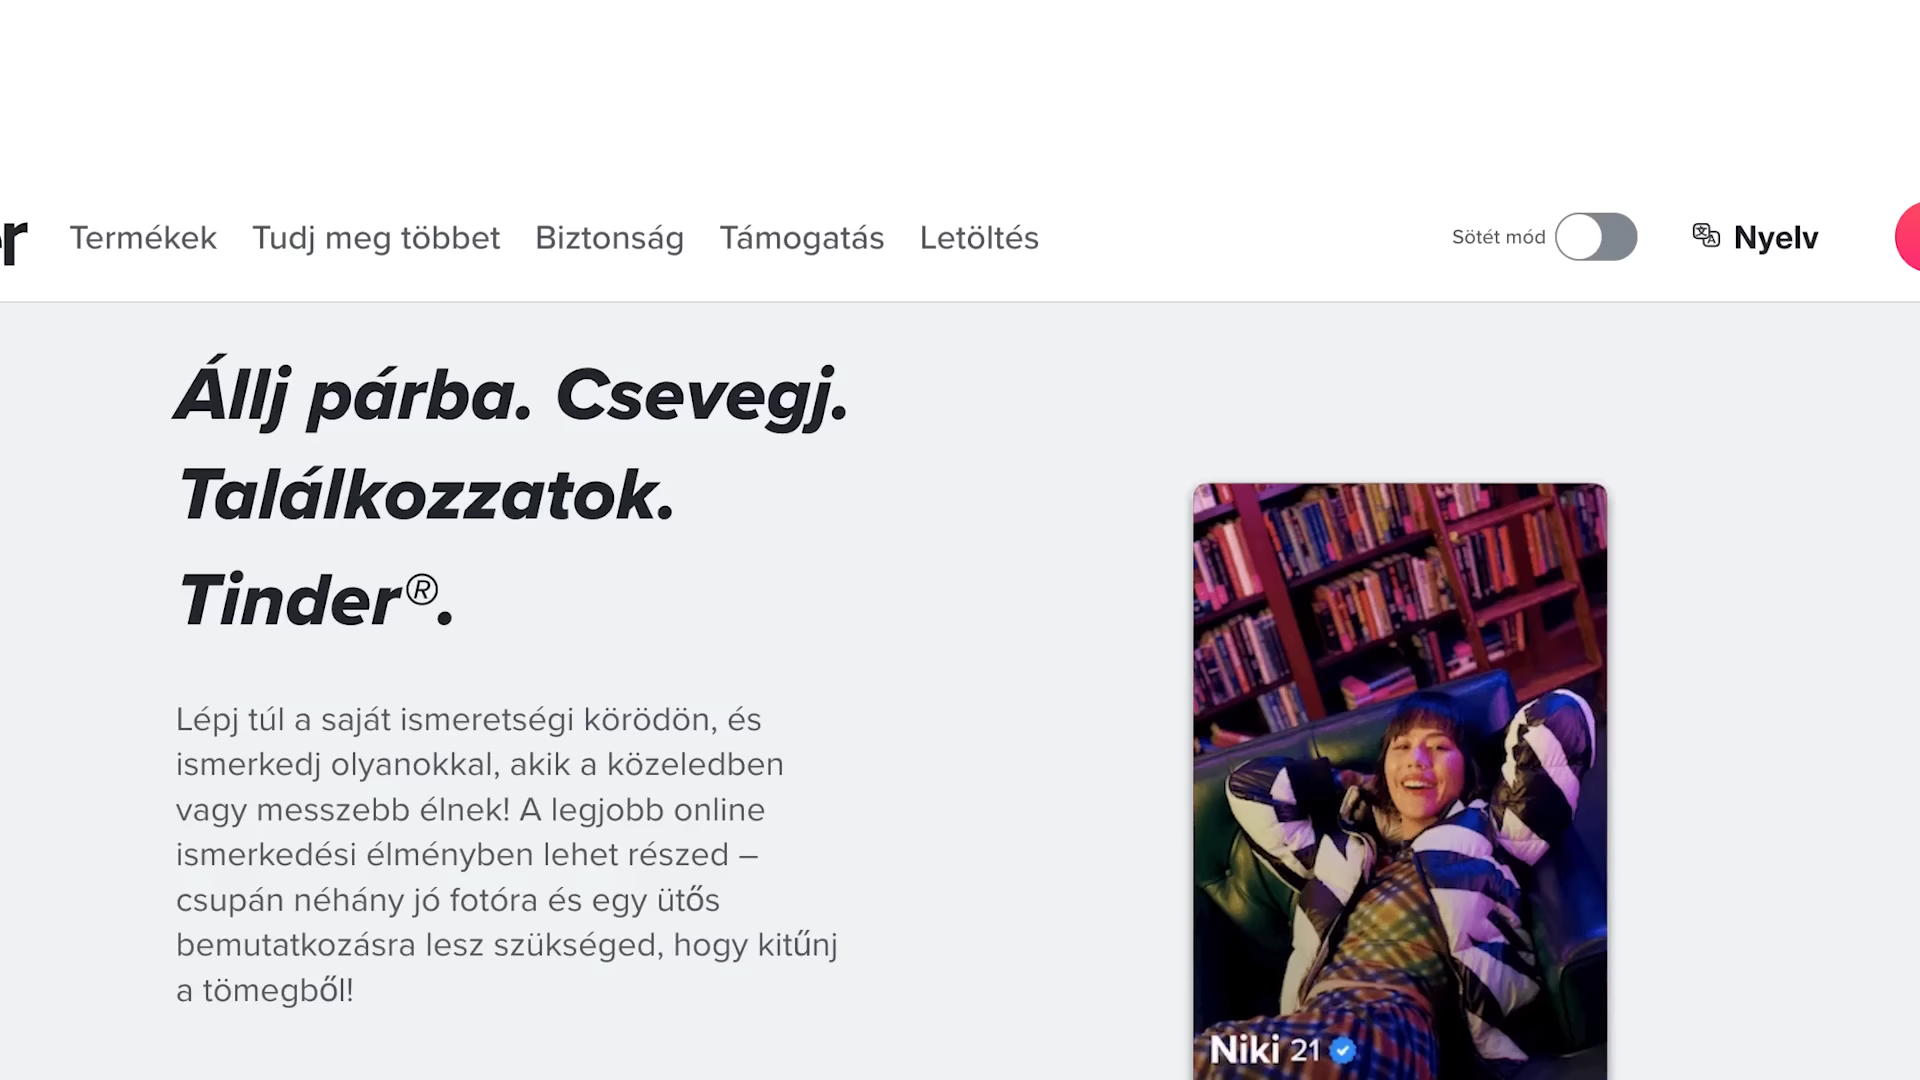 Termékek Tudj meg többet Biztonság Támogatás Letöltés Sötét mód Nyelv
Állj párba. Csevegj.
Találkozzatok.
Tinder®.
Lépj túl a saját ismeretségi körödön, és
ismerkedj olyanokkal, akik a közeledben
vagy messzebb élnek! A legjobb online
ismerkedési élményben lehet részed –
csupán néhány jó fotóra és egy ütős
bemutatkozásra lesz szükséged, hogy kitűnj
a tömegből!
Niki 21